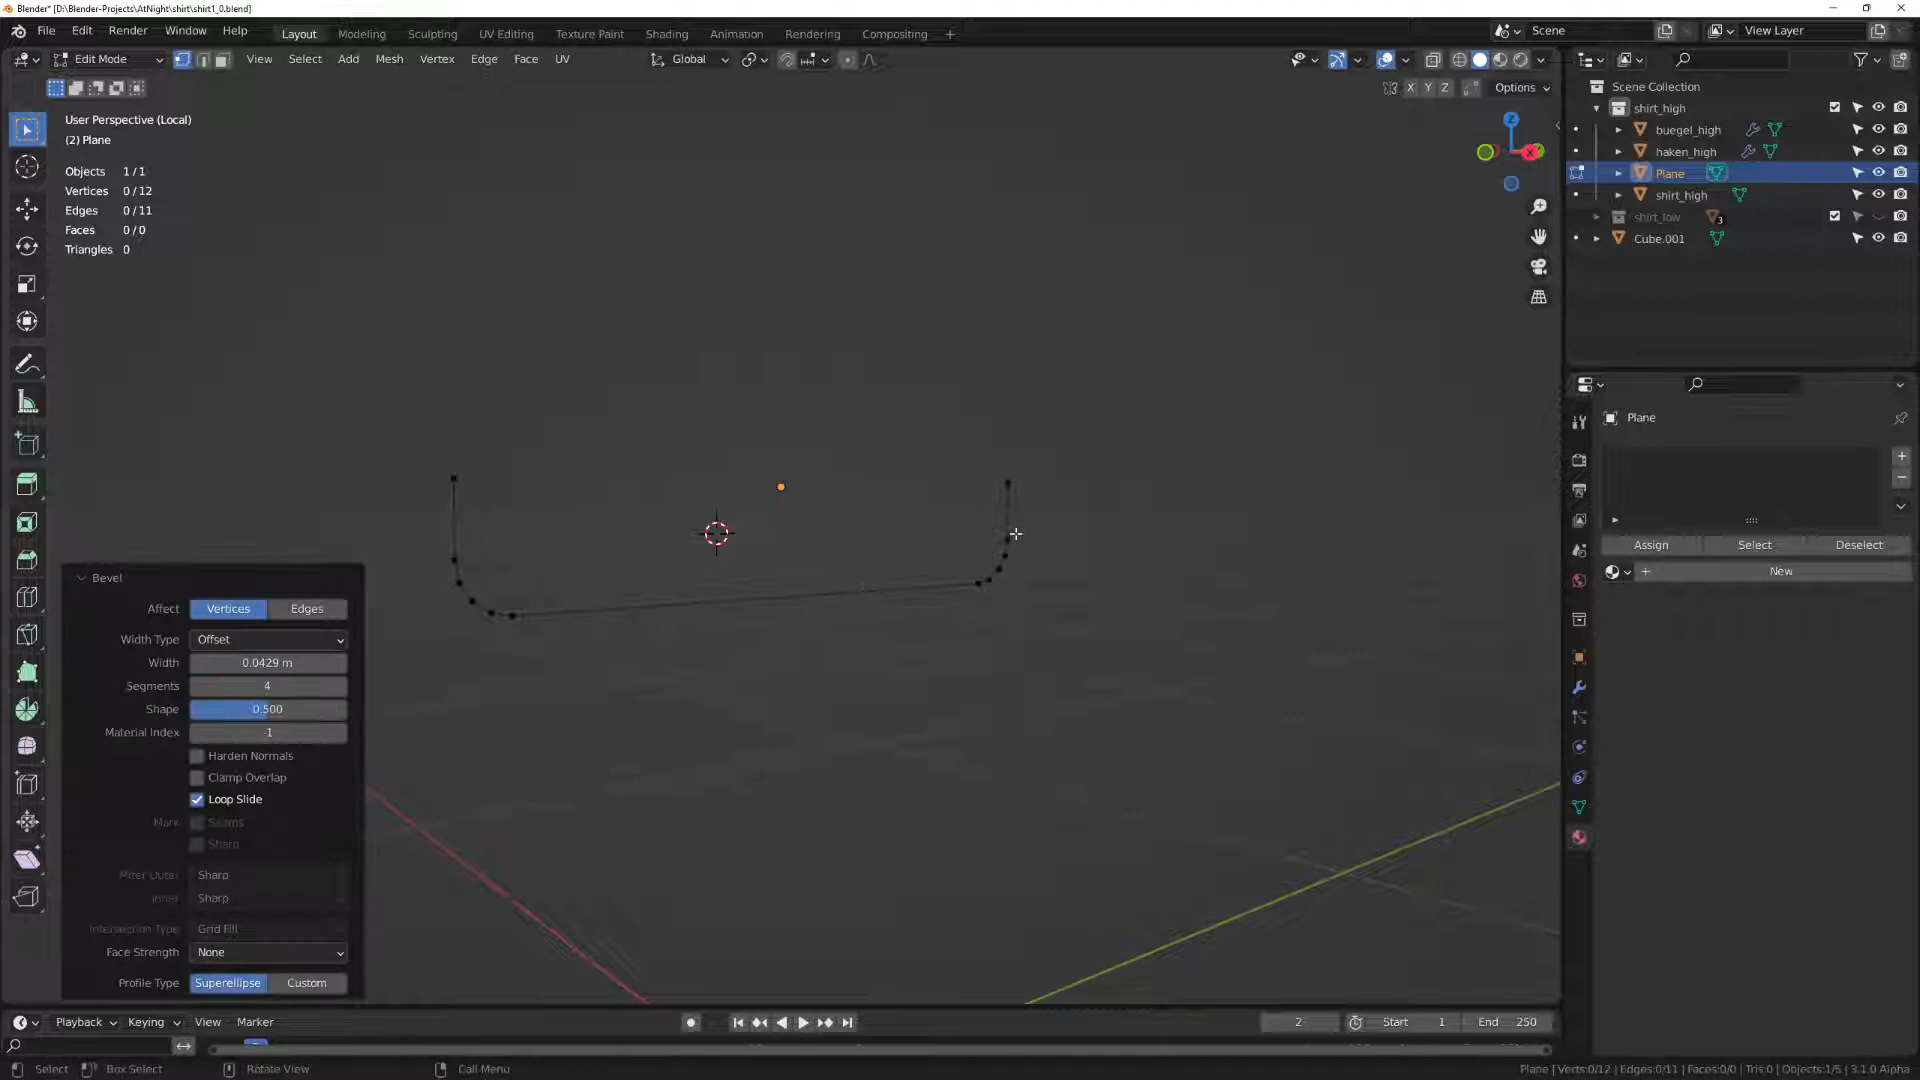 Blender* [D:\Blender-Projects\AtNight\shirt\shirt1_0.blend]
File Edit Render Window Help Layout Modeling Sculpting UV Editing Texture Paint Shading Animation Rendering Compositing + Scene View Layer
Edit Mode View Select Add Mesh Vertex Edge Face UV Global
X Y Z Options
User Perspective (Local)
(2) Plane
Objects 1/1
Vertices 0/12
Edges 0/11
Faces 0/0
Triangles 0
Z
X
Scene Collection
shirt_high
buegel_high
haken_high
Plane
shirt_high
shirt_low 3
Cube.001
Plane
Assign Select Deselect
New
Bevel
Affect Vertices Edges
Width Type Offset
Width 0.0429 m
Segments 4
Shape 0.500
Material Index -1
Harden Normals
Clamp Overlap
Loop Slide
Mark Seams
Sharp
Miter Outer Sharp
Inner Sharp
Intersection Type Grid Fill
Face Strength None
Profile Type Superellipse Custom
Playback Keying View Marker 2 Start 1 End 250
Select Box Select Rotate View Call Menu Plane | Verts:0/12 | Edges:0/11 | Faces:0/0 | Tris:0 | Objects:1/5 | 3.1.0 Alpha